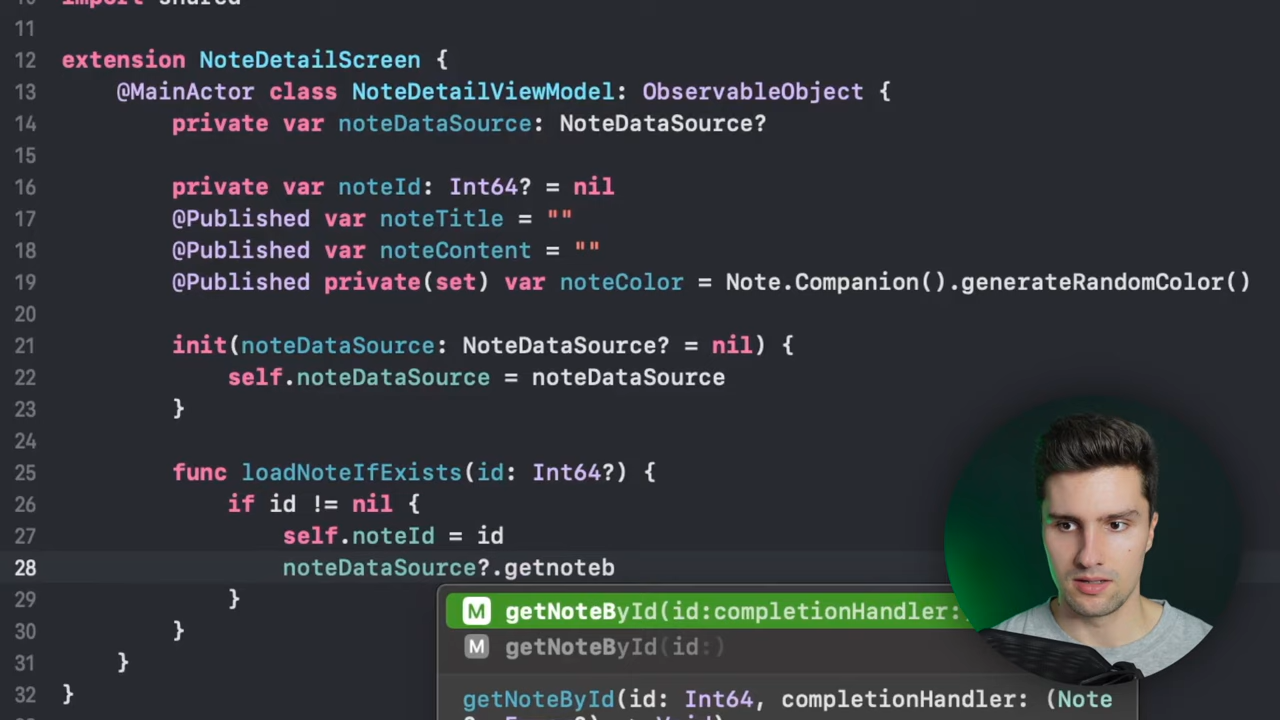 10 import shared
11
12 extension NoteDetailScreen {
13 @MainActor class NoteDetailViewModel: ObservableObject {
14 private var noteDataSource: NoteDataSource?
15
16 private var noteId: Int64? = nil
17 @Published var noteTitle = ""
18 @Published var noteContent = ""
19 @Published private(set) var noteColor = Note.Companion().generateRandomColor()
20
21 init(noteDataSource: NoteDataSource? = nil) {
22 self.noteDataSource = noteDataSource
23 }
24
25 func loadNoteIfExists(id: Int64?) {
26 if id != nil {
27 self.noteId = id
28 noteDataSource?.getnoteb
29 }
M getNoteById(id:completionHandler:
30 }
M getNoteById(id:)
31 }
32 }
getNoteById(id: Int64, completionHandler: (Note